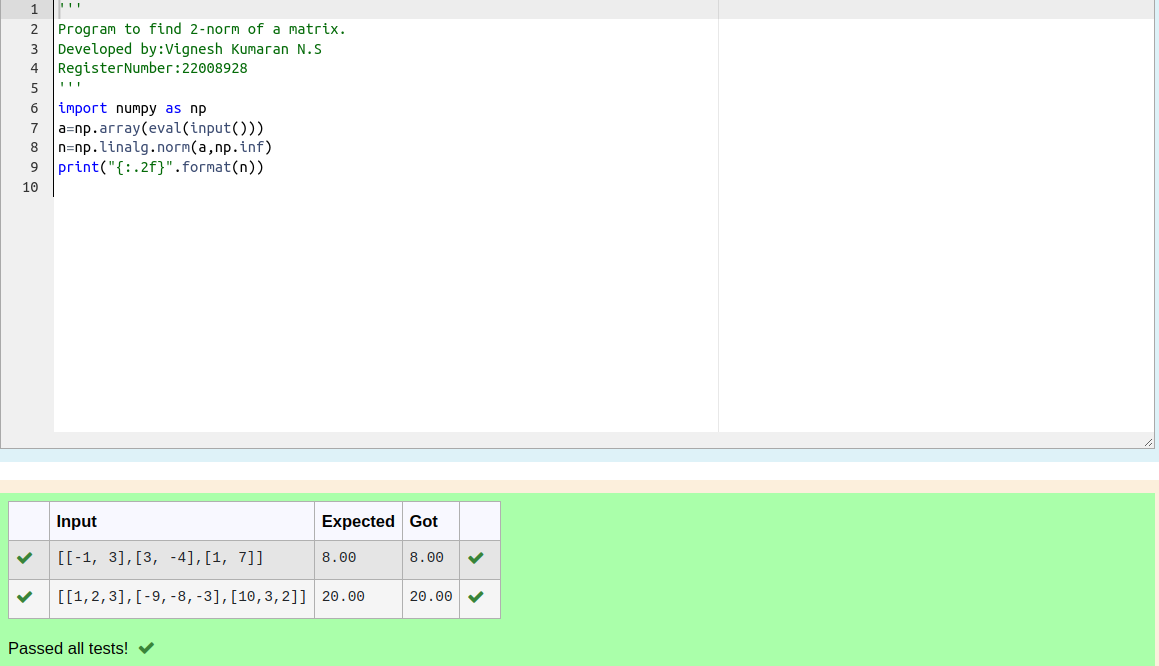 1 '''
2 Program to find 2-norm of a matrix.
3 Developed by:Vignesh Kumaran N.S
4 RegisterNumber:22008928
5 '''
6 import numpy as np
7 a=np.array(eval(input()))
8 n=np.linalg.norm(a,np.inf)
9 print("{:.2f}".format(n))
10
Input Expected Got
[[-1, 3],[3, -4],[1, 7]] 8.00 8.00
[[1,2,3],[-9,-8,-3],[10,3,2]] 20.00 20.00
Passed all tests!